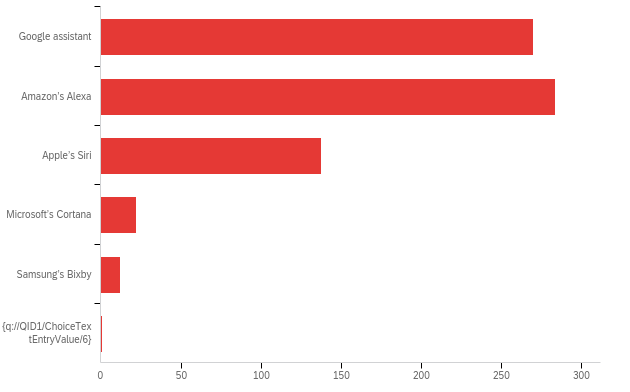 Google assistant
Amazon's Alexa
Apple's Siri
Microsoft's Cortana
Samsung's Bixby
{q://QID1/ChoiceTex
tEntryValue/6}
0 50 100 150 200 250 300